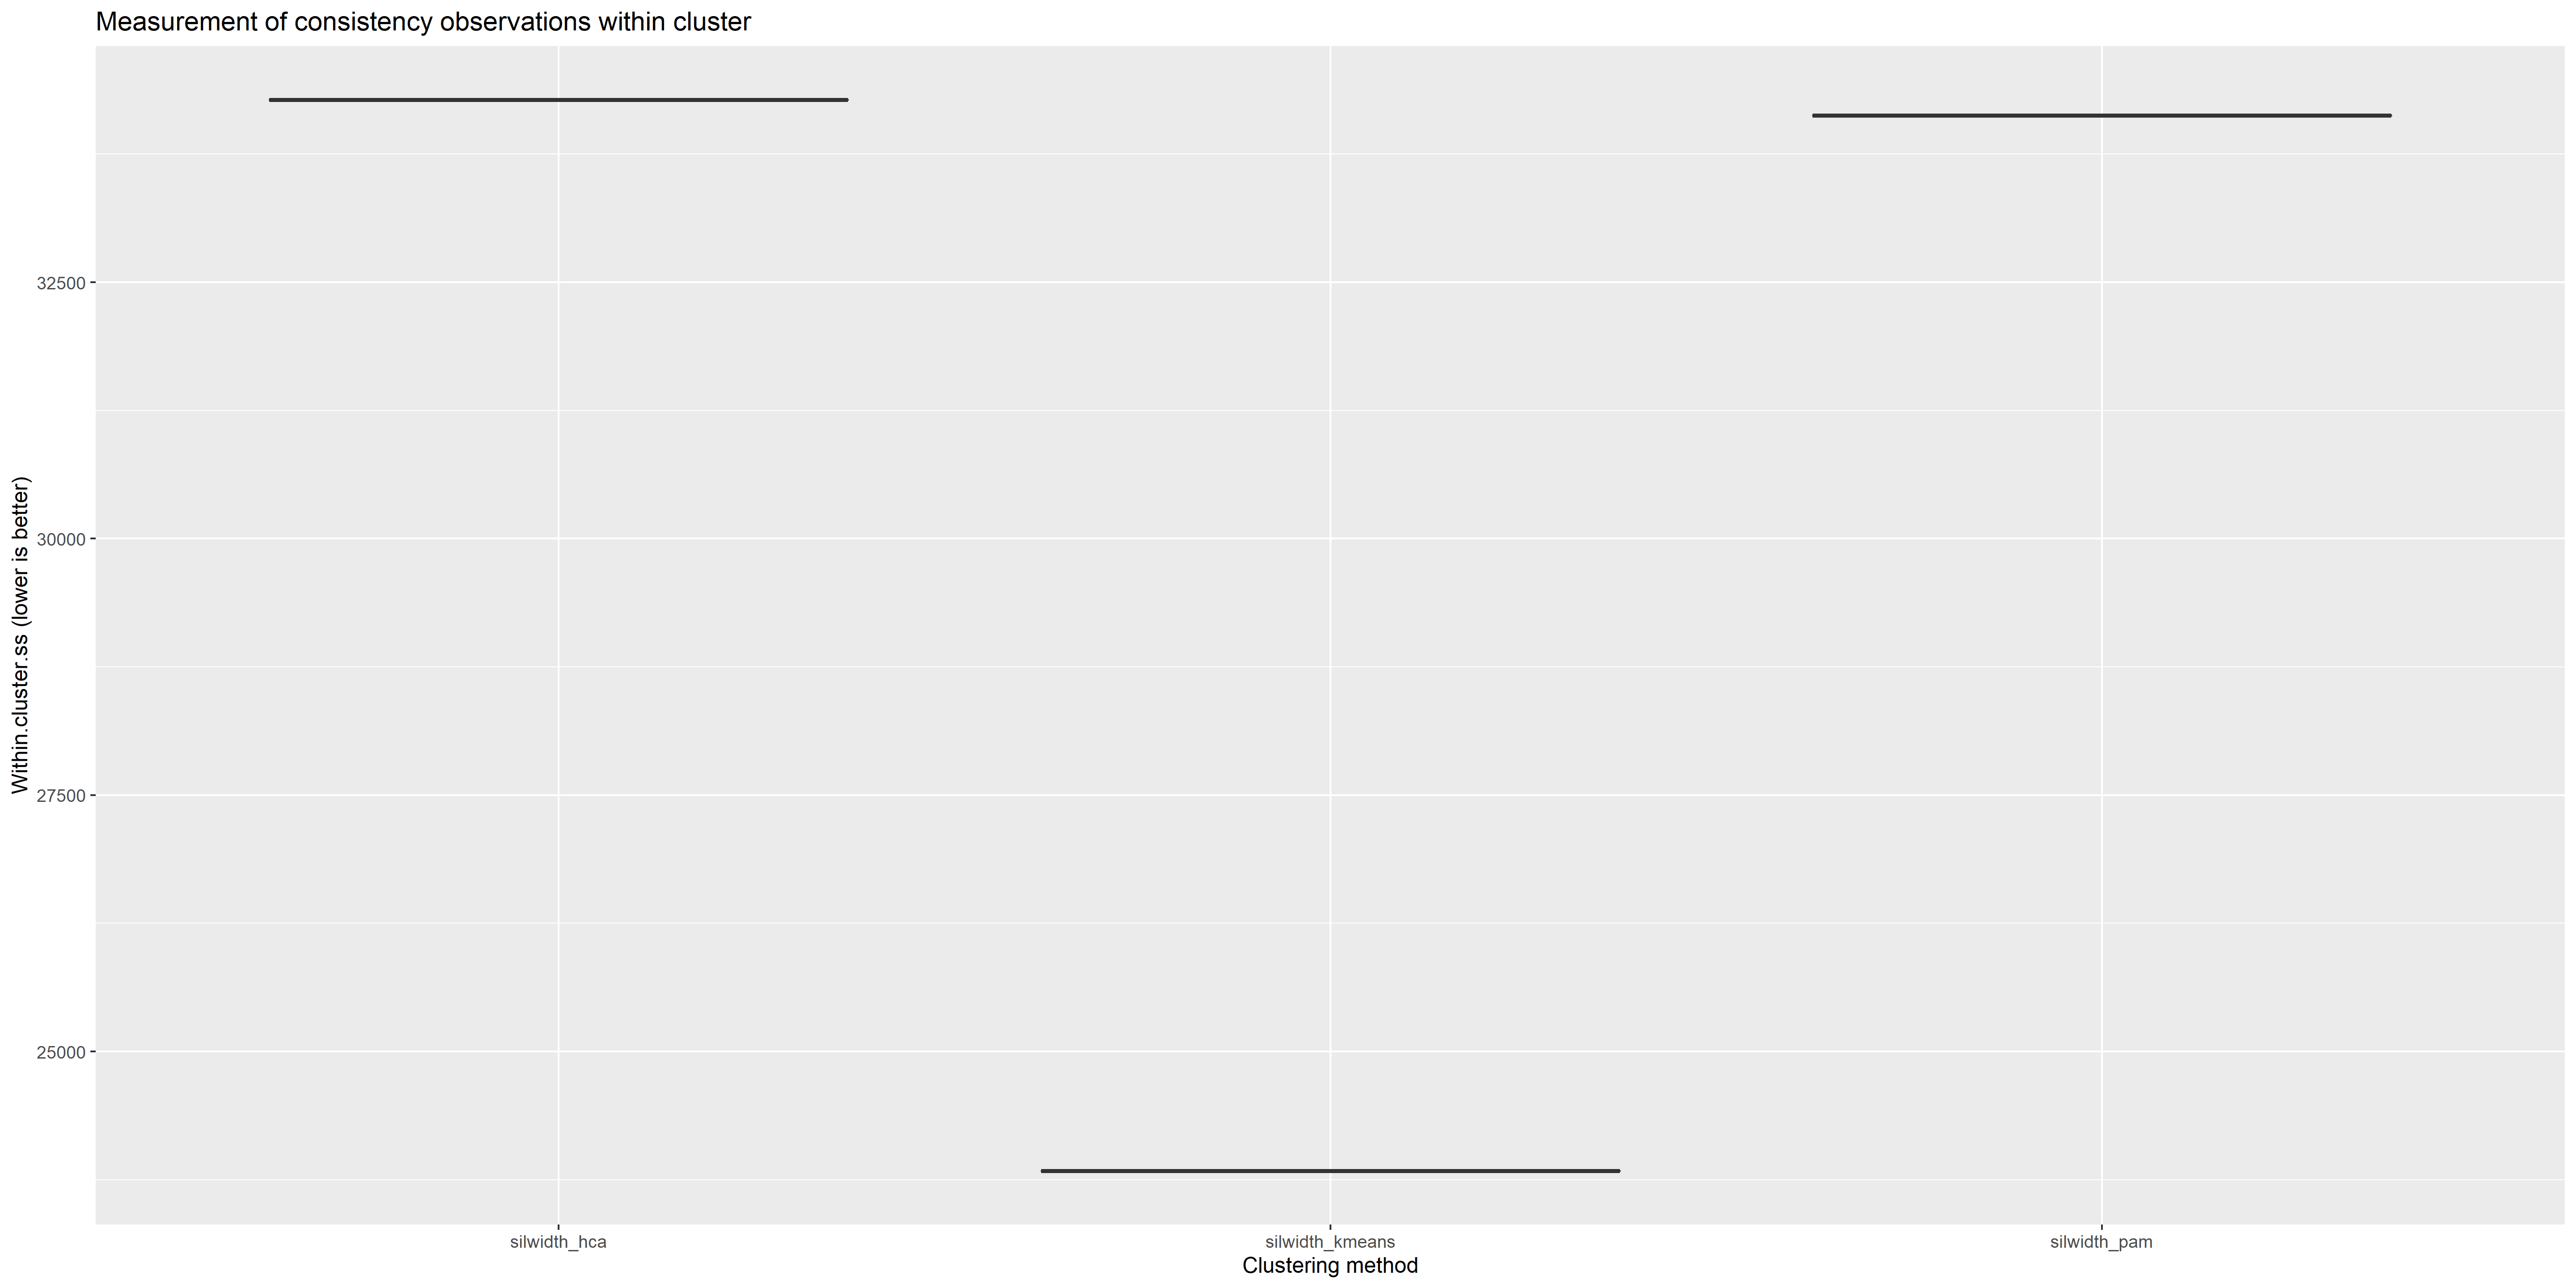 Measurement of consistency observations within cluster
Within.cluster.ss (lower is better)
32500
30000
27500
25000
silwidth_hca
silwidth_kmeans
silwidth_pam
Clustering method